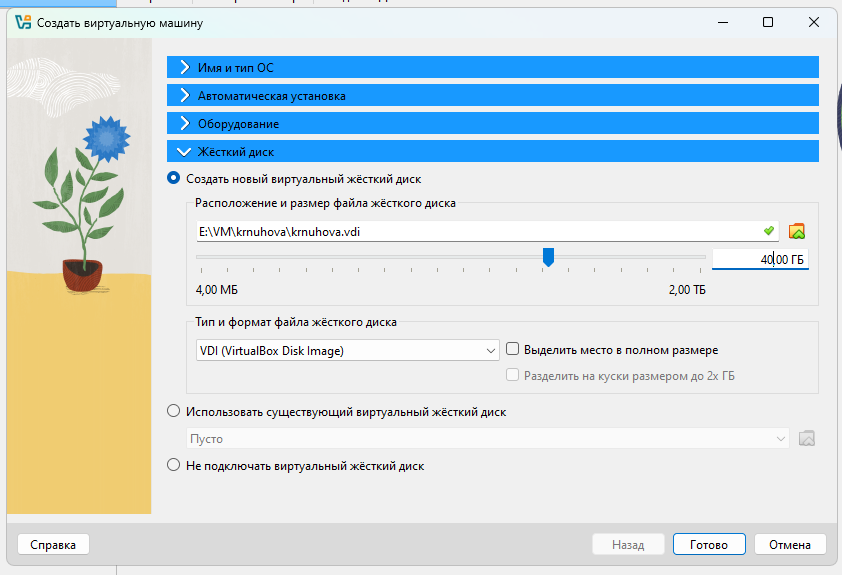 Создать виртуальную машину
Имя и тип ОС
Автоматическая установка
Оборудование
Жёсткий диск
Создать новый виртуальный жёсткий диск
Расположение и размер файла жёсткого диска
E:\VM\krnuhova\krnuhova.vdi
40,00 ГБ
4,00 МБ 2,00 ТБ
Тип и формат файла жёсткого диска
VDI (VirtualBox Disk Image) Выделить место в полном размере
Разделить на куски размером до 2х ГБ
Использовать существующий виртуальный жёсткий диск
Пусто
Не подключать виртуальный жёсткий диск
Справка Назад Готово Отмена